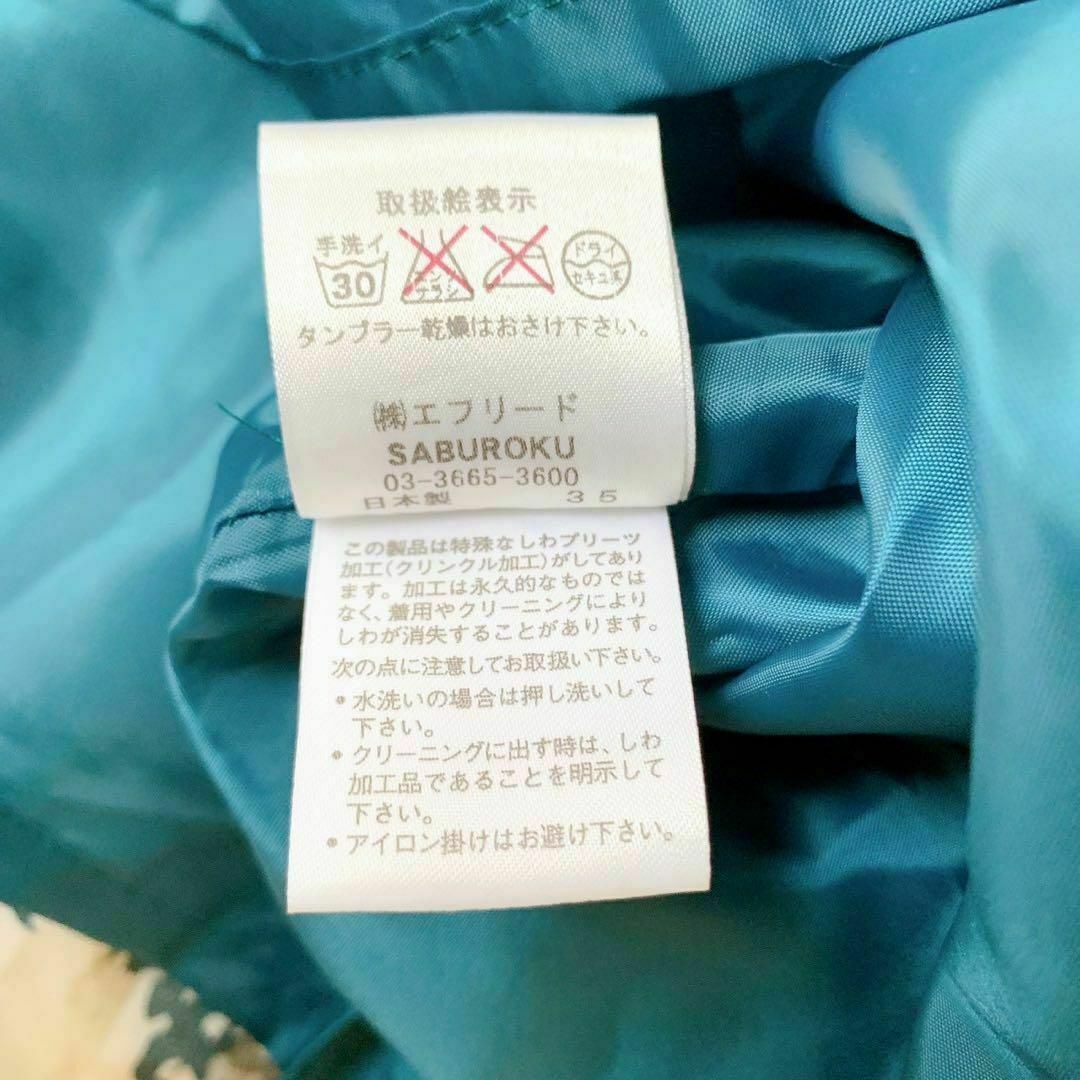 取扱絵表示
手洗イ
30
エンソ
ブラシ
ドライ
セキユ系
タンブラー乾燥はおさけ下さい。
㈱エフリード
SABUROKU
03-3665-3600
日本製 35
この製品は特殊なしわプリーツ
加工(クリンクル加工)がしてあり
ます。加工は永久的なものでは
なく、着用やクリーニングにより
しわが消失することがあります。
次の点に注意してお取扱い下さい。
•水洗いの場合は押し洗いして
下さい。
•クリーニングに出す時は、しわ
加工品であることを明示して
下さい。
•アイロン掛けはお避け下さい。